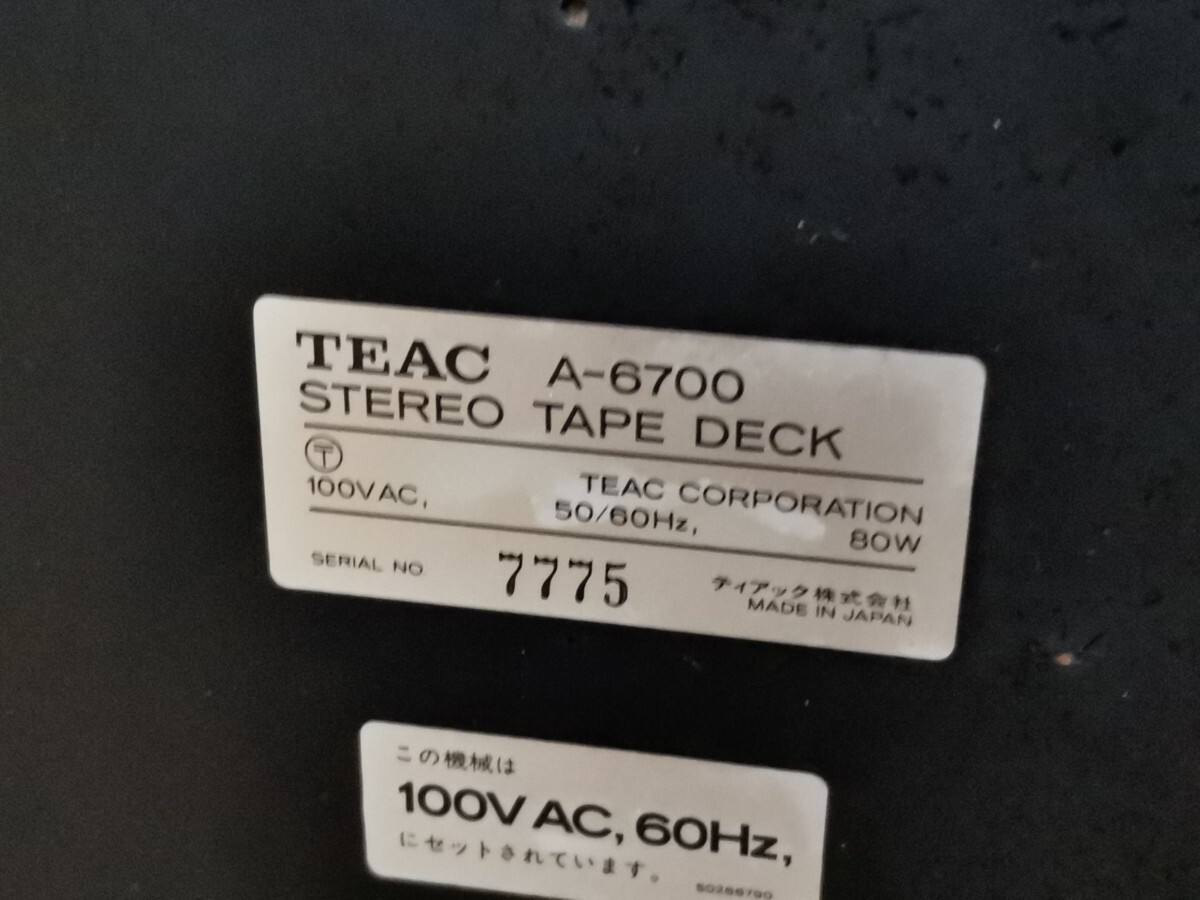 TEAC A-6700
STEREO TAPE DECK
〒
TEAC CORPORATION
100V AC, 50/60Hz, 80W
SERIAL NO 7775
ティアック株式会社
MADE IN JAPAN
この機械は
100V AC, 60Hz,
にセットされています。